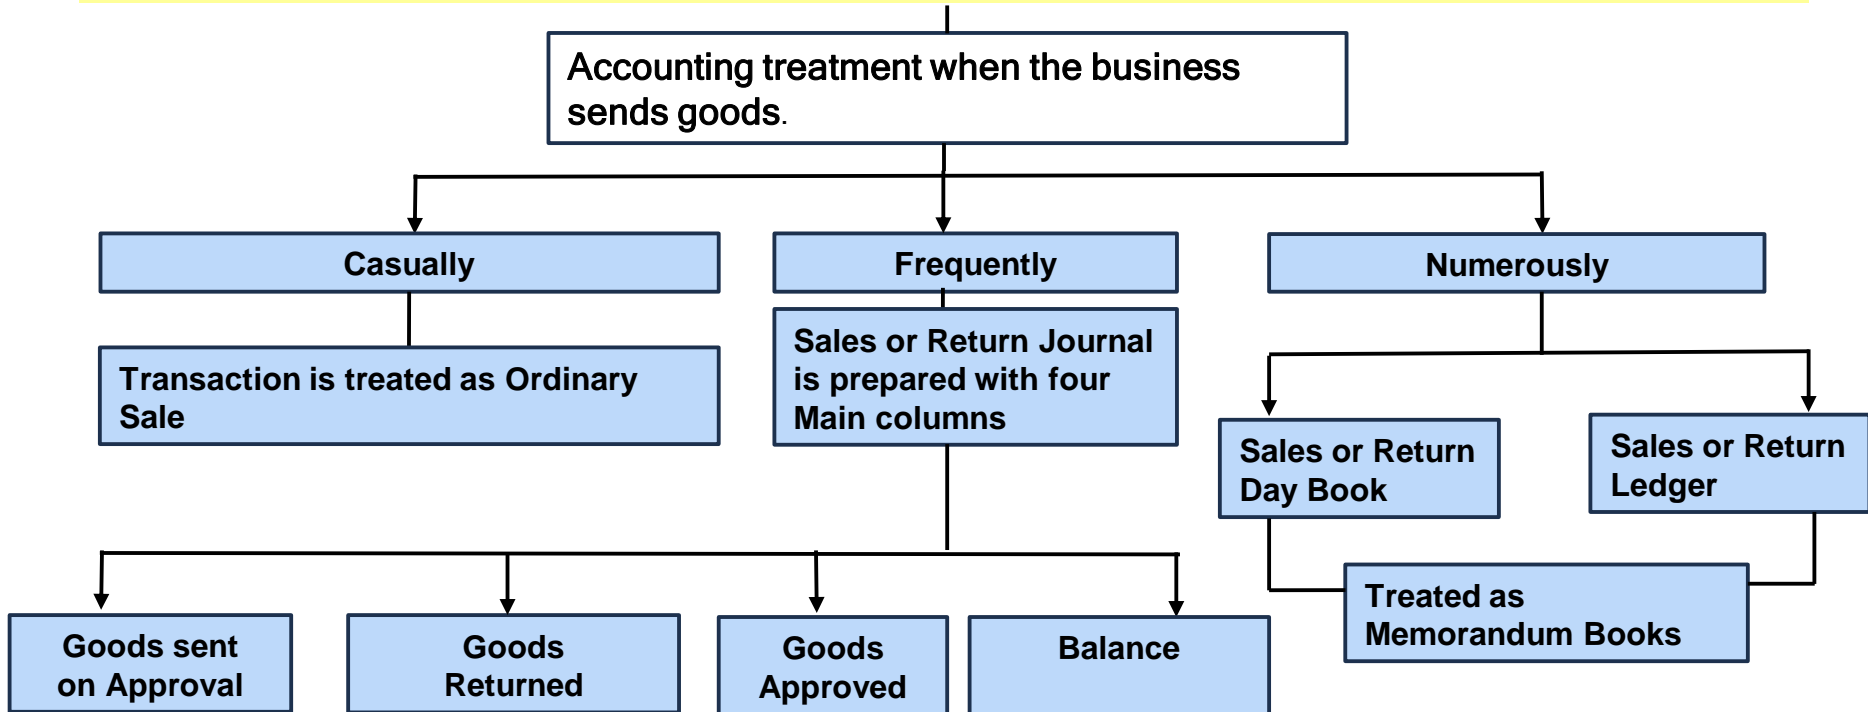 Accounting treatment when the business
sends goods.
Casually
Frequently
Numerously
Transaction is treated as Ordinary
Sale
Sales or Return Journal
is prepared with four
Main columns
Sales or Return
Day Book
Sales or Return
Ledger
Treated as
Memorandum Books
Goods sent
on Approval
Goods
Returned
Goods
Approved
Balance